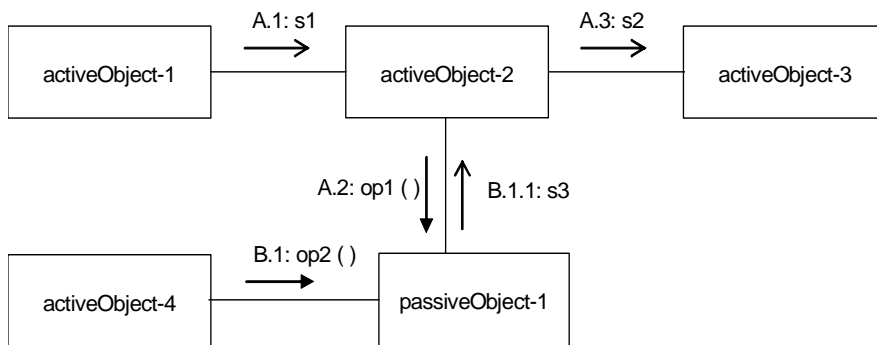 A.1: s1
A.3: s2
activeObject-1
activeObject-2
activeObject-3
A.2: op1 ( )
B.1.1: s3
B.1: op2 ( )
activeObject-4
passiveObject-1